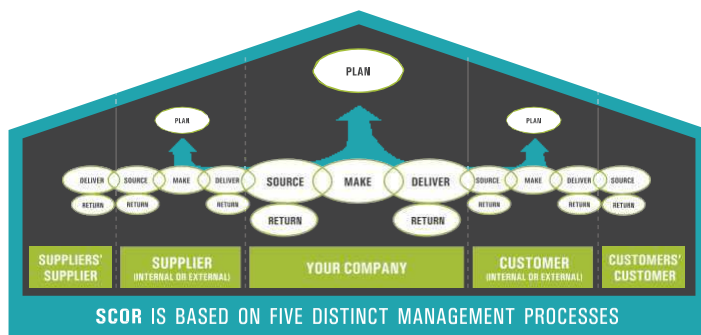 PLAN
PLAN
PLAN
DELIVER SOURCE MAKE DELIVER SOURCE MAKE DELIVER SOURCE MAKE DELIVER SOURCE
RETURN RETURN RETURN RETURN RETURN RETURN RETURN RETURN
SUPPLIERS' SUPPLIER
SUPPLIER
(INTERNAL OR EXTERNAL)
YOUR COMPANY
CUSTOMER
(INTERNAL OR EXTERNAL)
CUSTOMERS' CUSTOMER
SCOR IS BASED ON FIVE DISTINCT MANAGEMENT PROCESSES